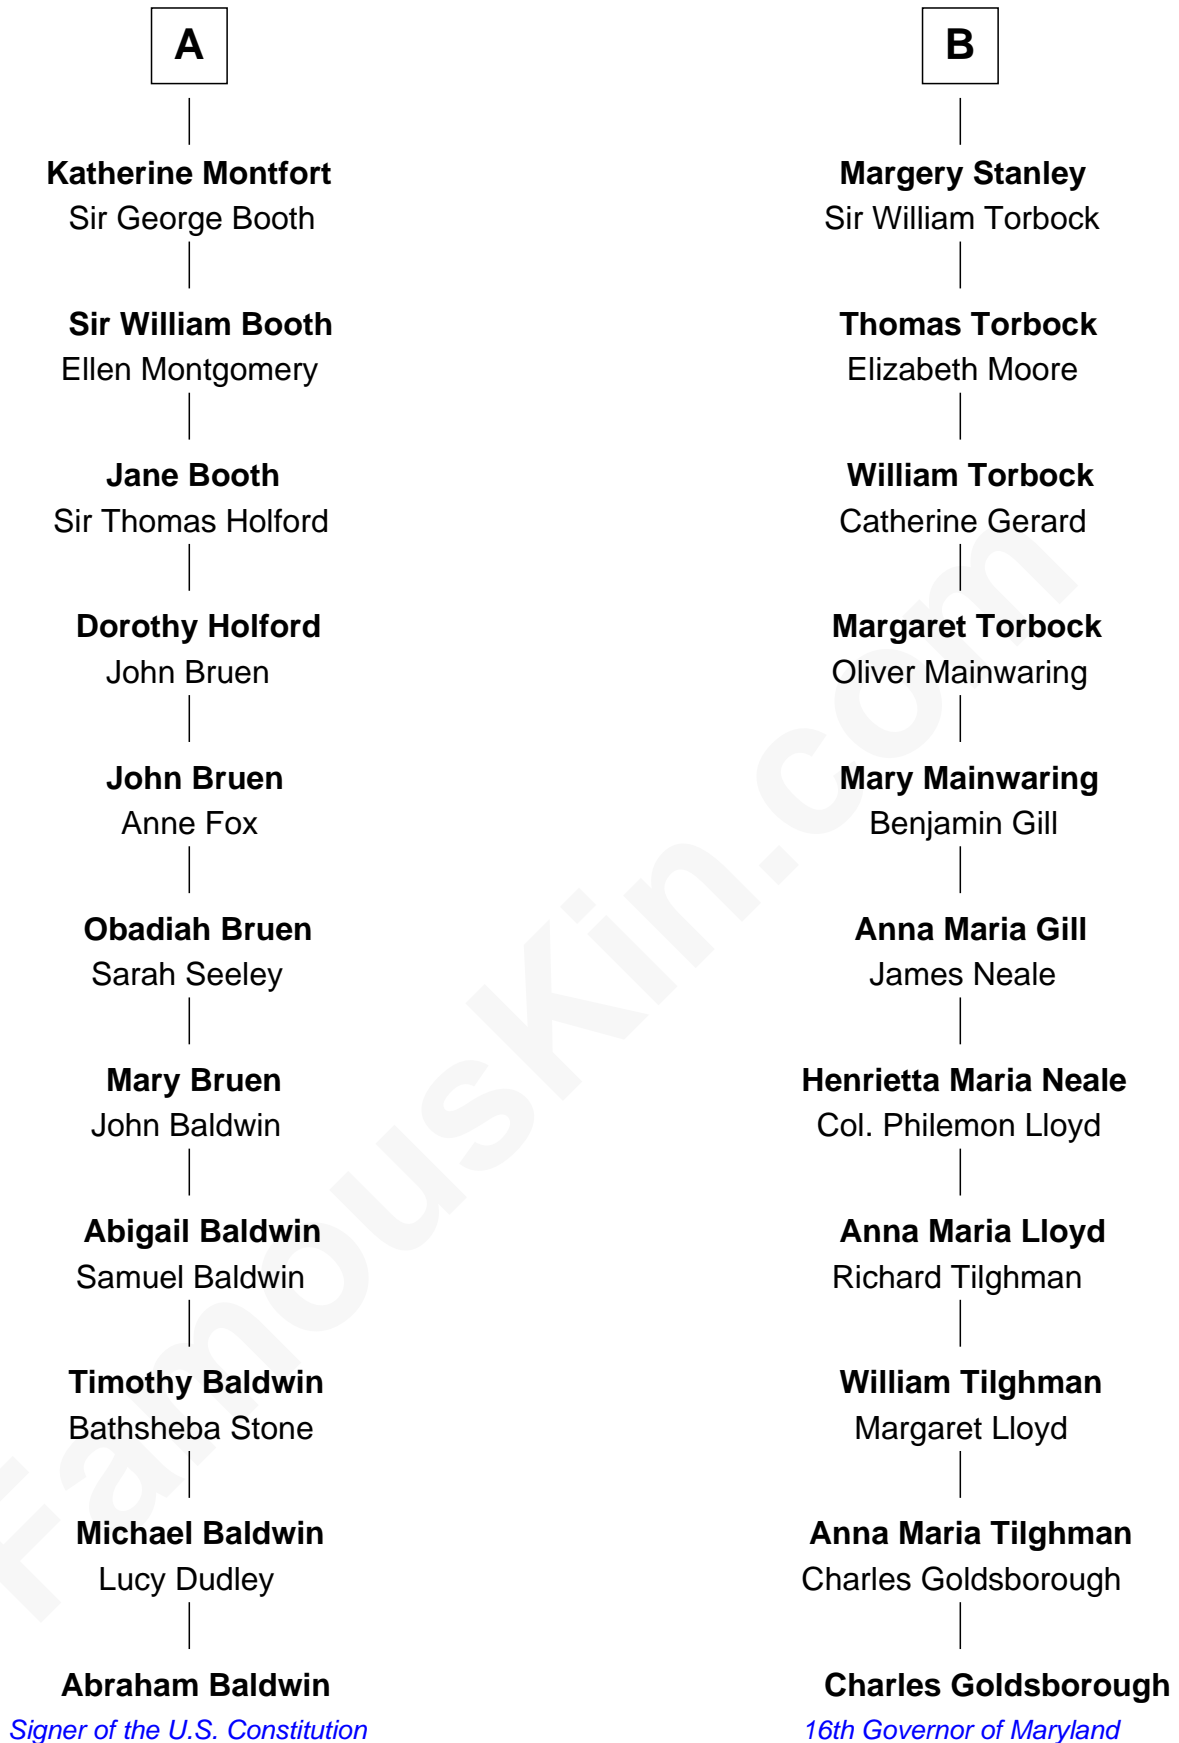 A
Katherine Montfort
Sir George Booth
Sir William Booth
Ellen Montgomery
Jane Booth
Sir Thomas Holford
Dorothy Holford
John Bruen
John Bruen
Anne Fox
Obadiah Bruen
Sarah Seeley
Mary Bruen
John Baldwin
Abigail Baldwin
Samuel Baldwin
Timothy Baldwin
Bathsheba Stone
Michael Baldwin
Lucy Dudley
Abraham Baldwin
Signer of the U.S. Constitution
B
Margery Stanley
Sir William Torbock
Thomas Torbock
Elizabeth Moore
William Torbock
Catherine Gerard
Margaret Torbock
Oliver Mainwaring
Mary Mainwaring
Benjamin Gill
Anna Maria Gill
James Neale
Henrietta Maria Neale
Col. Philemon Lloyd
Anna Maria Lloyd
Richard Tilghman
William Tilghman
Margaret Lloyd
Anna Maria Tilghman
Charles Goldsborough
Charles Goldsborough
16th Governor of Maryland
FamousKin.com